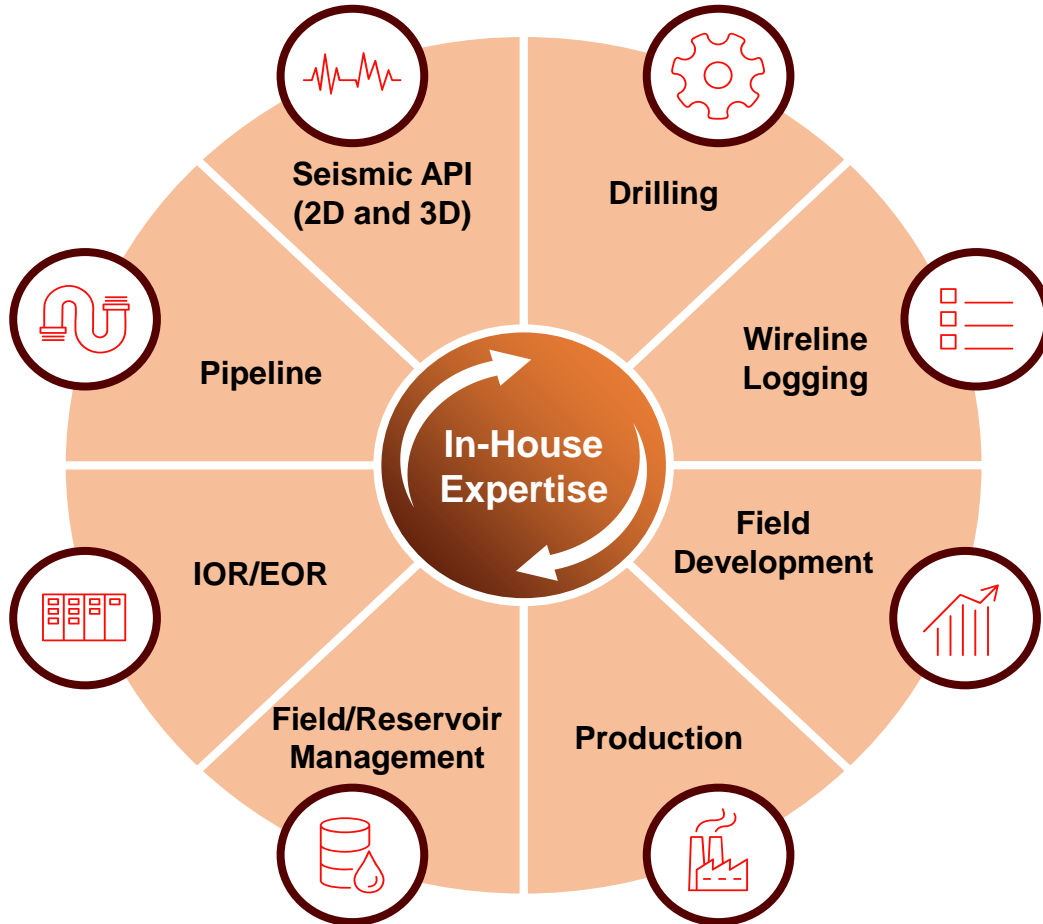 Seismic API
(2D and 3D)
Drilling
Pipeline
Wireline
Logging
In-House
Expertise
IOR/EOR
Field
Development
Field/Reservoir
Management
Production